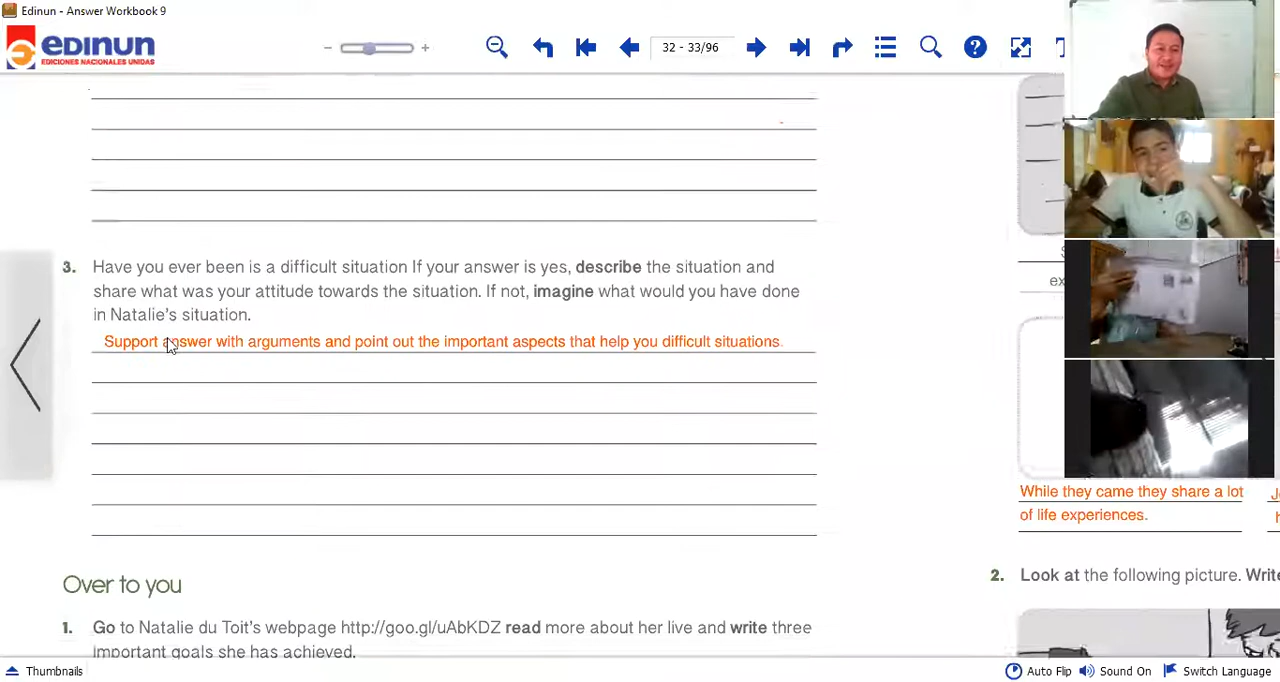 Edinun - Answer Workbook 9
edinun
EDICIONES NACIONALES UNIDAS
32 - 33/96
3. Have you ever been is a difficult situation If your answer is yes, describe the situation and
share what was your attitude towards the situation. If not, imagine what would you have done
in Natalie's situation.
Support answer with arguments and point out the important aspects that help you difficult situations.
Over to you
1. Go to Natalie du Toit's webpage http://goo.gl/uAbKDZ read more about her live and write three
important goals she has achieved.
ex
While they came they share a lot
of life experiences.
2. Look at the following picture. Write
Thumbnails
Auto Flip
Sound On
Switch Language